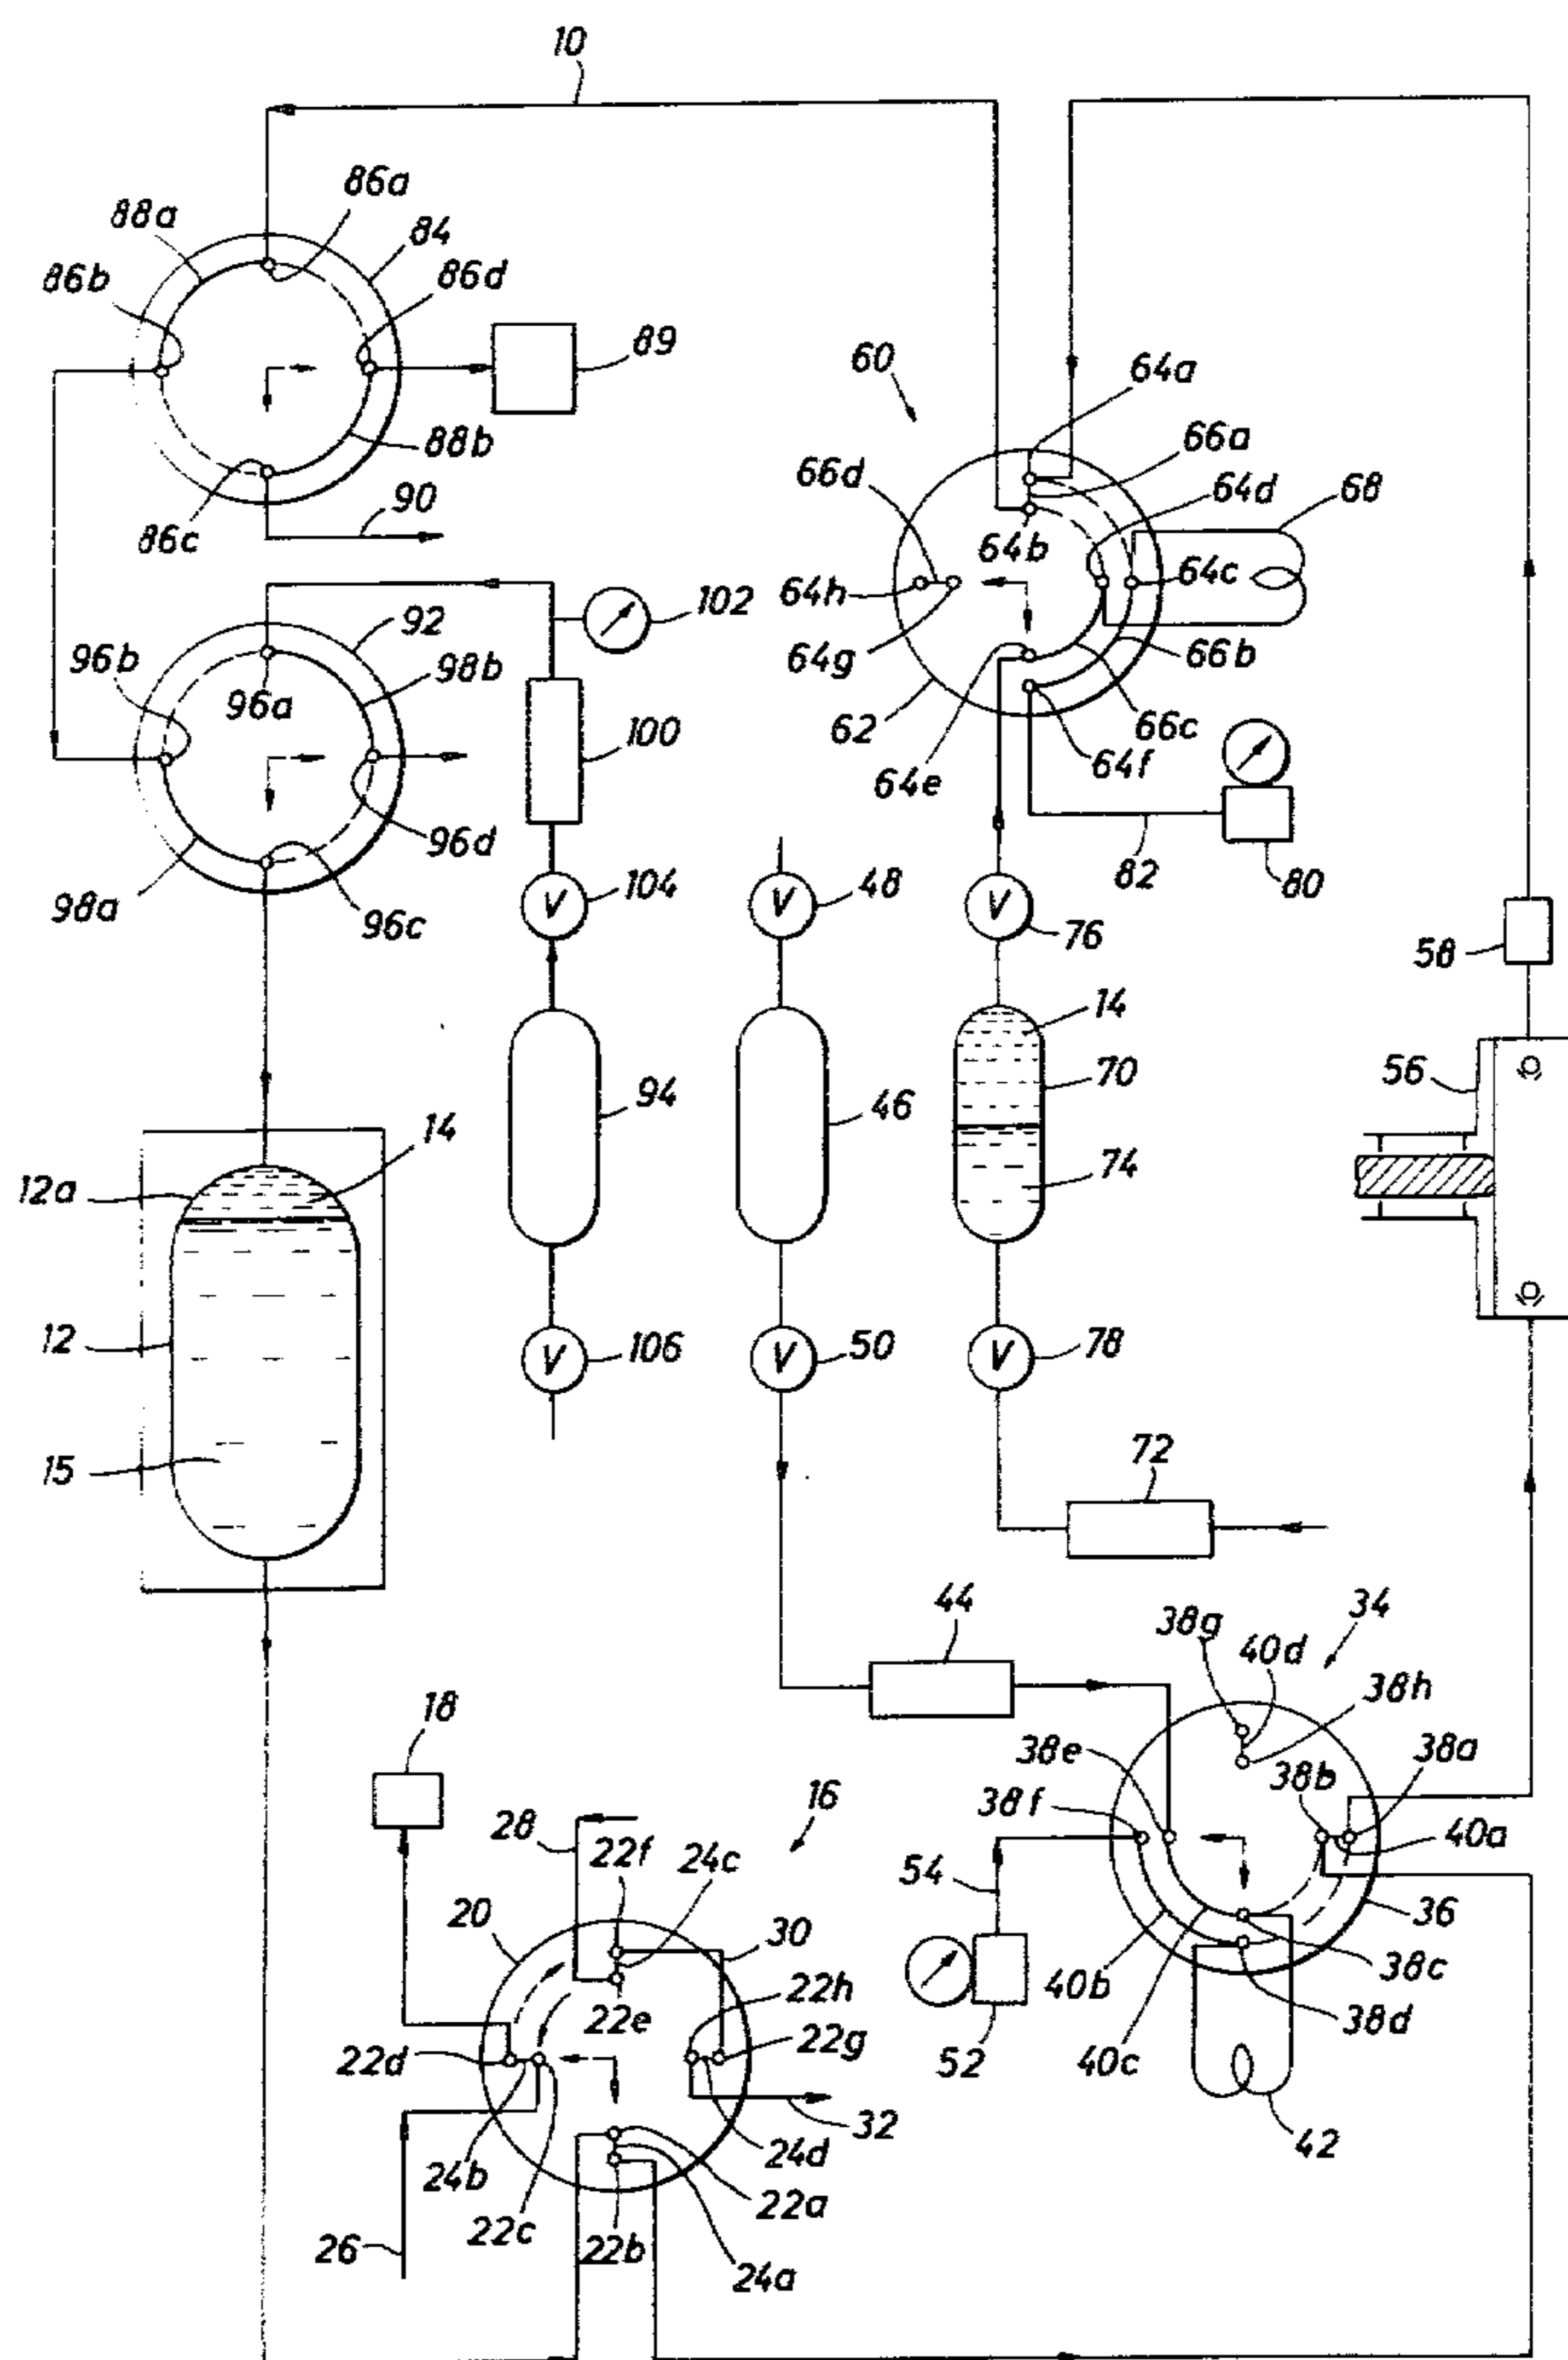 10
86a
88a
84
86b
86d
89
60
64a
66a
88b
66d
64d
68
90
64b
86c
64h
64c
102
92
96b
98b
64g
66b
96a
62
66c
100
64e
64f
96d
V
104
V
48
82
80
98a
96c
V
76
58
14
56
70
94
46
14
74
12a
12
V
106
V
50
V
78
15
72
44
34
38g
40d
18
38h
38e
16
38b
38a
38f
28
22f
24c
40a
54
20
30
36
38c
22h
40b
22e
38d
22d
22g
52
40c
32
42
24b
24d
22a
22c
26
22b
24a